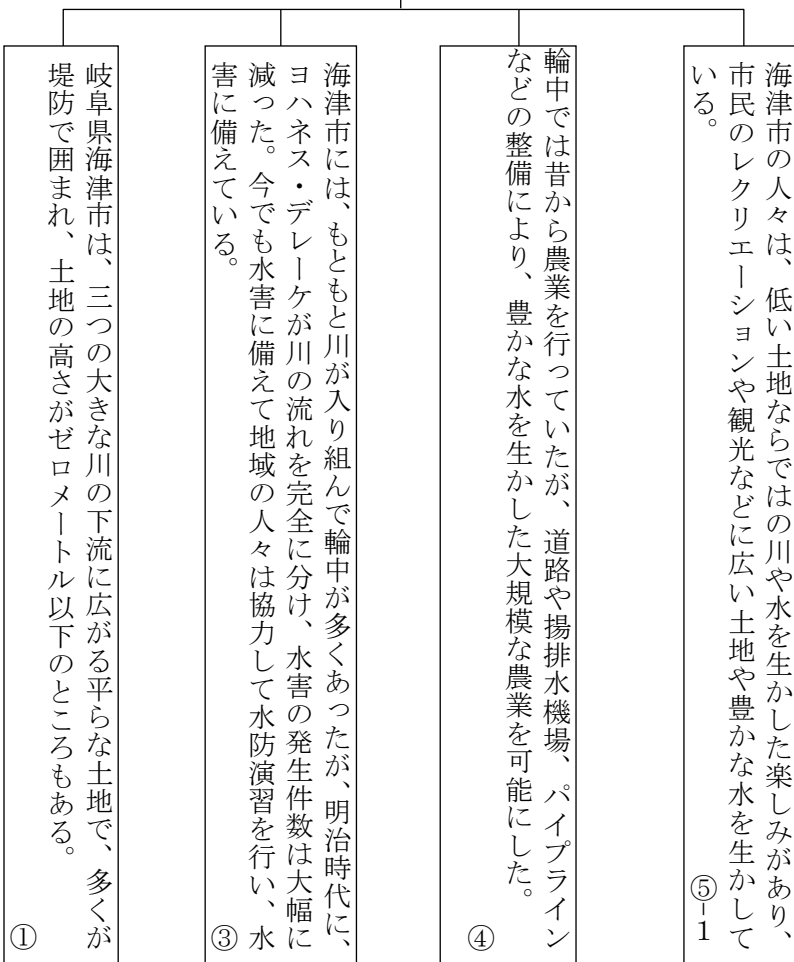 海津市の人々は、低い土地ならではの川や水を生かした楽しみがあり、
市民のレクリエーションや観光などに広い土地や豊かな水を生かして
いる。
⑤-1
輪中では昔から農業を行っていたが、道路や揚排水機場、パイプライン
などの整備により、豊かな水を生かした大規模な農業を可能にした。
④
海津市には、もともと川が入り組んで輪中が多くあったが、明治時代に、
ヨハネス・デレーケが川の流れを完全に分け、水害の発生件数は大幅に
減った。今でも水害に備えて地域の人々は協力して水防演習を行い、水
害に備えている。
③
岐阜県海津市は、三つの大きな川の下流に広がる平らな土地で、多くが
堤防で囲まれ、土地の高さがゼロメートル以下のところもある。
①